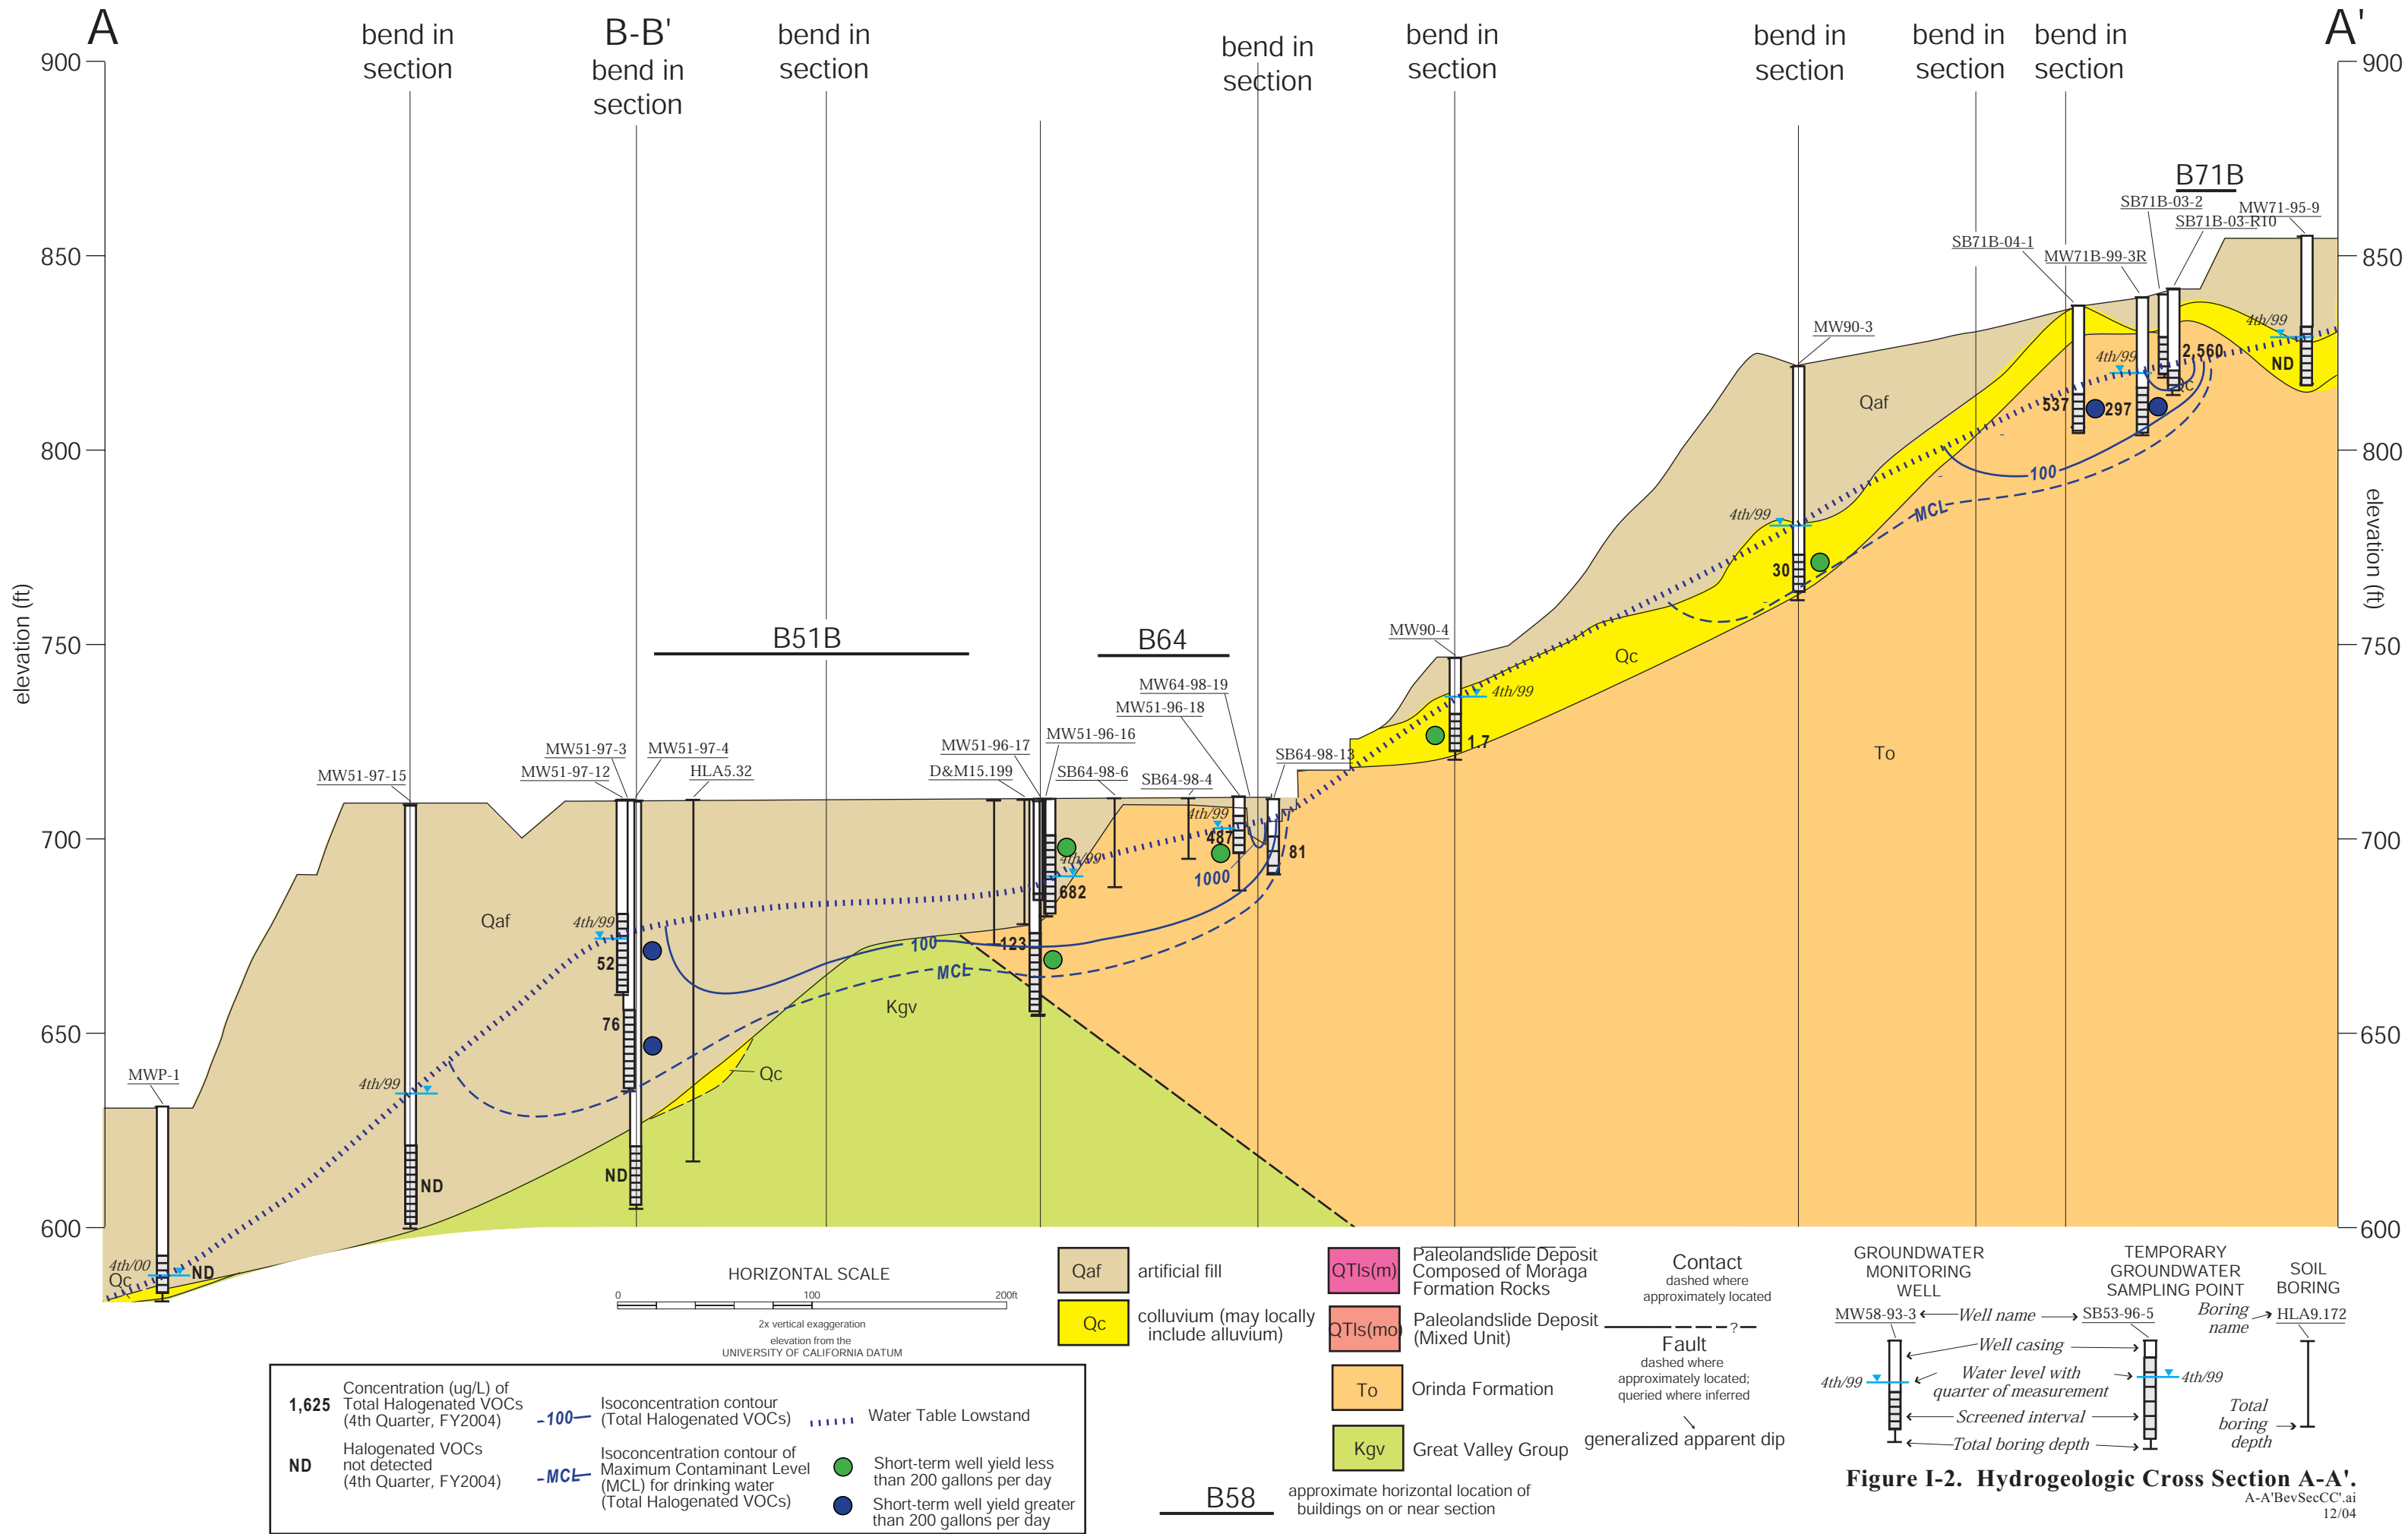 A
bend in
section
B-B'
bend in
section
bend in
section
bend in
section
bend in
section
bend in
section
bend in
section
bend in
section
A'
900
850
800
750
700
650
600
elevation (ft)
900
850
800
750
700
650
600
elevation (ft)
B71B
SB71B-03-2
SB71B-03-R10
MW71-95-9
SB71B-04-1
MW71B-99-3R
4th/99
ND
4th/99
2,560
Qc
537
297
100
MCL
MW90-3
Qaf
4th/99
30
Qc
To
MW90-4
4th/99
1.7
B51B
B64
MW64-98-19
MW51-96-18
SB64-98-13
MW51-96-17
MW51-96-16
D&M15.199
SB64-98-6
SB64-98-4
4th/99
487
81
1000
4th/99
682
123
MW51-97-3
MW51-97-4
MW51-97-12
HLA5.32
MW51-97-15
Qaf
4th/99
52
76
ND
100
MCL
Kgv
Qc
4th/99
ND
MWP-1
4th/00
Qc
ND
HORIZONTAL SCALE
0
100
200ft
2x vertical exaggeration
elevation from the
UNIVERSITY OF CALIFORNIA DATUM
Qaf
artificial fill
Qc
colluvium (may locally
include alluvium)
QTls(m)
Paleolandslide Deposit
Composed of Moraga
Formation Rocks
QTls(mo)
Paleolandslide Deposit
(Mixed Unit)
To
Orinda Formation
Kgv
Great Valley Group
Contact
dashed where
approximately located
?
Fault
dashed where
approximately located;
queried where inferred
generalized apparent dip
B58
approximate horizontal location of
buildings on or near section
GROUNDWATER
MONITORING
WELL
TEMPORARY
GROUNDWATER
SAMPLING POINT
SOIL
BORING
MW58-93-3
Well name
SB53-96-5
Boring
name
HLA9.172
Well casing
4th/99
Water level with
quarter of measurement
4th/99
Screened interval
Total boring depth
Total
boring
depth
1,625
Concentration (ug/L) of
Total Halogenated VOCs
(4th Quarter, FY2004)
ND
Halogenated VOCs
not detected
(4th Quarter, FY2004)
100
Isoconcentration contour
(Total Halogenated VOCs)
MCL
Isoconcentration contour of
Maximum Contaminant Level
(MCL) for drinking water
(Total Halogenated VOCs)
Water Table Lowstand
Short-term well yield less
than 200 gallons per day
Short-term well yield greater
than 200 gallons per day
Figure I-2. Hydrogeologic Cross Section A-A'.
A-A'BevSecCC'.ai
12/04